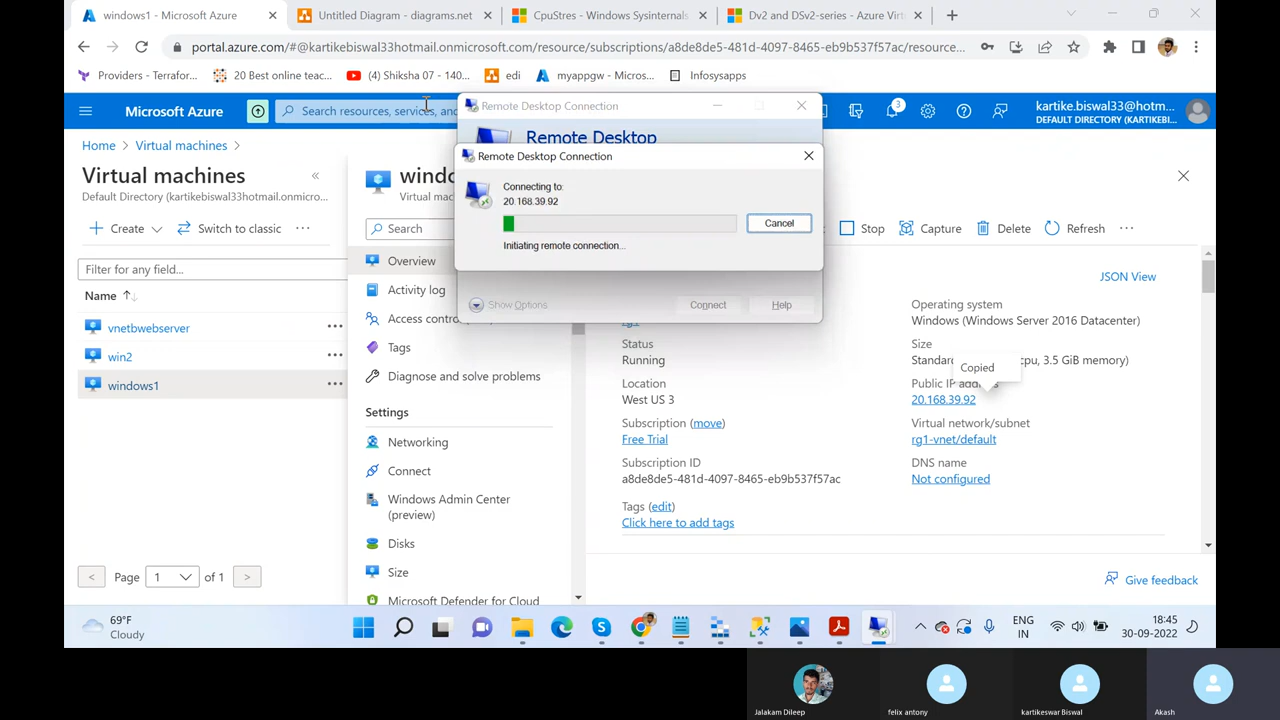 windows1 - Microsoft Azure
Untitled Diagram - diagrams.net
CpuStres - Windows Sysinternals
Dv2 and DSv2-series - Azure Virt
portal.azure.com/#@kartikebiswal33hotmail.onmicrosoft.com/resource/subscriptions/a8de8de5-481d-4097-8465-eb9b537f57ac/resource...
Providers - Terrafor...
20 Best online teac...
(4) Shiksha 07 - 140...
edi
myappgw - Micros...
Infosysapps
Microsoft Azure
Search resources, services, and
3
kartike.biswal33@hotm...
DEFAULT DIRECTORY (KARTIKEBI...
Home > Virtual machines >
Virtual machines
Default Directory (kartikebiswal33hotmail.onmicro...
Create
Switch to classic
Filter for any field...
Name
vnetbwebserver
win2
windows1
< Page 1 of 1 >
windo
Virtual mac
Search
Overview
Activity log
Access contro
Tags
Diagnose and solve problems
Settings
Networking
Connect
Windows Admin Center
(preview)
Disks
Size
Microsoft Defender for Cloud
Remote Desktop Connection
Remote Desktop
Remote Desktop Connection
Connecting to:
20.168.39.92
Cancel
Initiating remote connection...
Show Options
Connect
Help
Stop
Capture
Delete
Refresh
JSON View
rg1
Status
Running
Location
West US 3
Subscription (move)
Free Trial
Subscription ID
a8de8de5-481d-4097-8465-eb9b537f57ac
Tags (edit)
Click here to add tags
Operating system
Windows (Windows Server 2016 Datacenter)
Size
Standard cpu, 3.5 GiB memory)
Copied
Public IP address
20.168.39.92
Virtual network/subnet
rg1-vnet/default
DNS name
Not configured
Give feedback
69°F
Cloudy
ENG
IN
18:45
30-09-2022
Jalakam Dileep
felix antony
kartikeswar Biswal
Akash